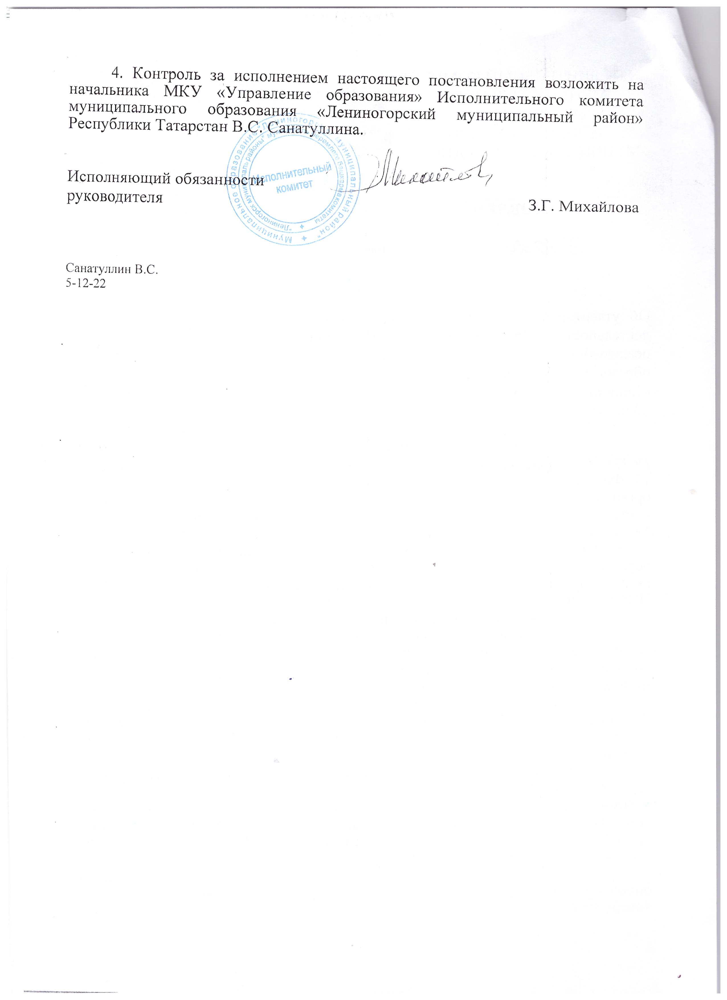 4. Контроль за исполнением настоящего постановления возложить на
начальника МКУ «Управление образования» Исполнительного комитета
муниципального образования «Лениногорский муниципальный район»
Республики Татарстан В.С. Санатуллина.
Исполняющий обязанности
руководителя
З.Г. Михайлова
Муниципальное образование "Лениногорский муниципальный район"
"Лениногорск муниципаль районы" берәмлеге башкарма комитеты
Исполнительный
комитет
Санатуллин В.С.
5-12-22